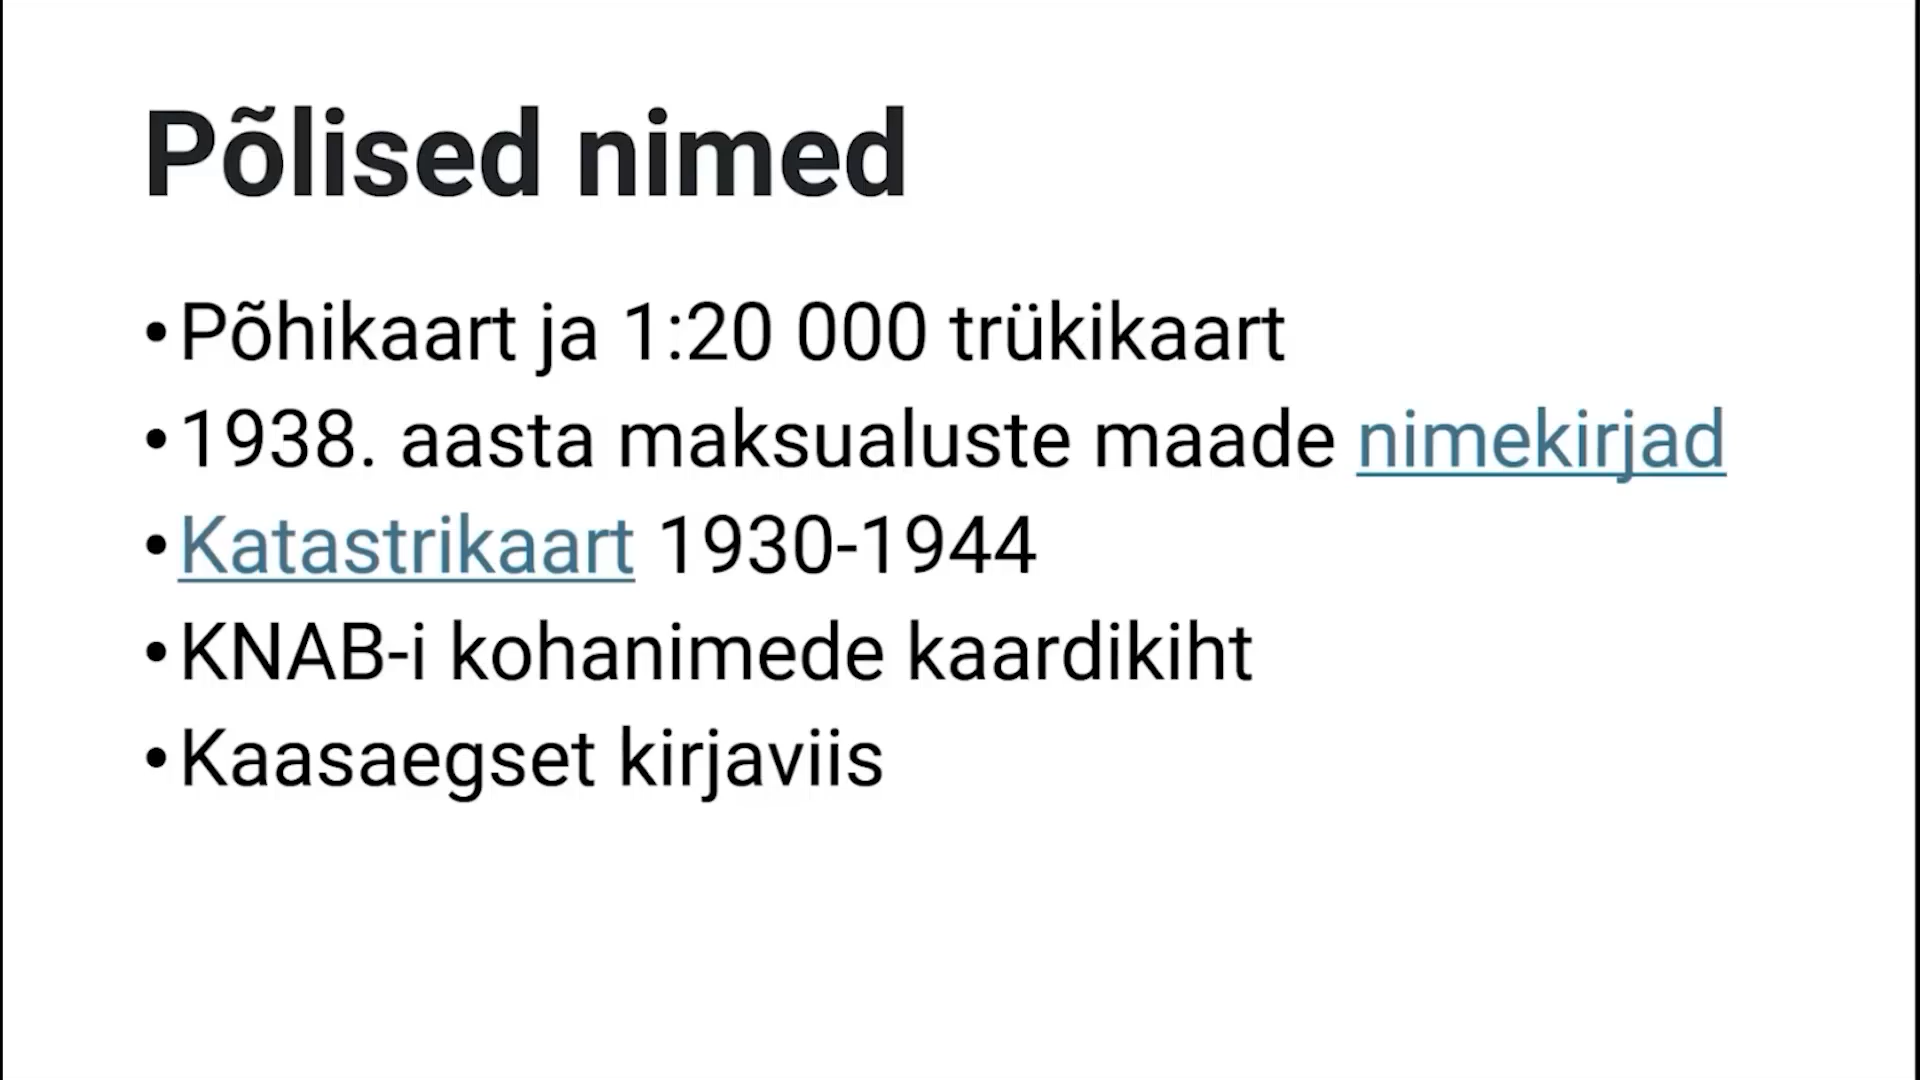 Põlised nimed
•Põhikaart ja 1:20 000 trükikaart
•1938. aasta maksualuste maade nimekirjad
•Katastrikaart 1930-1944
•KNAB-i kohanimede kaardikiht
•Kaasaegset kirjaviis